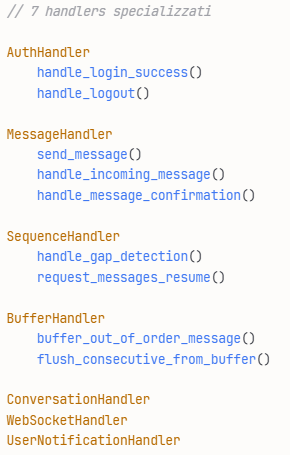 // 7 handlers specializzati
AuthHandler
handle_login_success()
handle_logout()
MessageHandler
send_message()
handle_incoming_message()
handle_message_confirmation()
SequenceHandler
handle_gap_detection()
request_messages_resume()
BufferHandler
buffer_out_of_order_message()
flush_consecutive_from_buffer()
ConversationHandler
WebSocketHandler
UserNotificationHandler